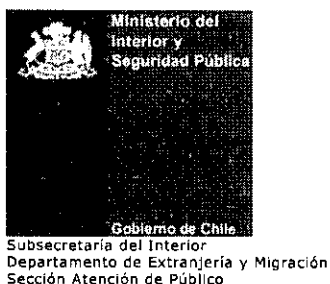 Ministerio del
Interior y
Seguridad Pública
Gobierno de Chile
Subsecretaría del Interior
Departamento de Extranjería y Migración
Sección Atención de Público